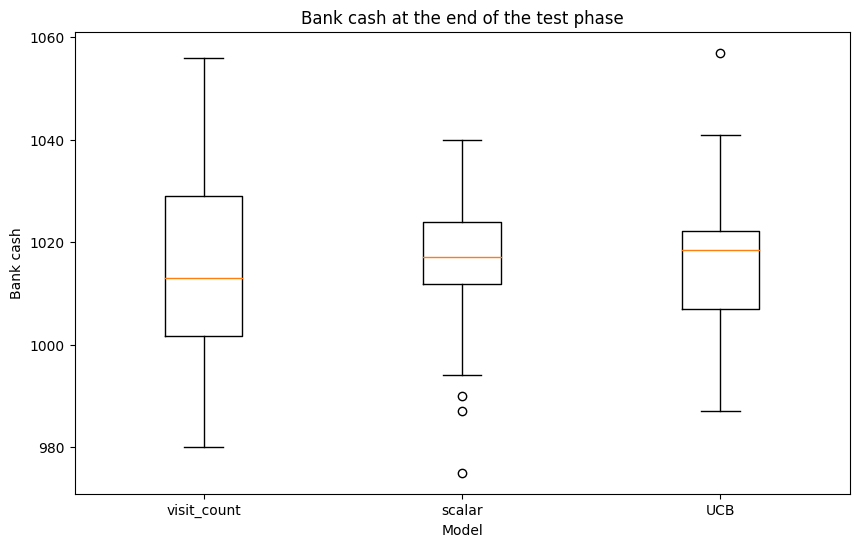 Bank cash at the end of the test phase
1060
1040
1020
1000
980
Bank cash
visit_count
scalar
UCB
Model